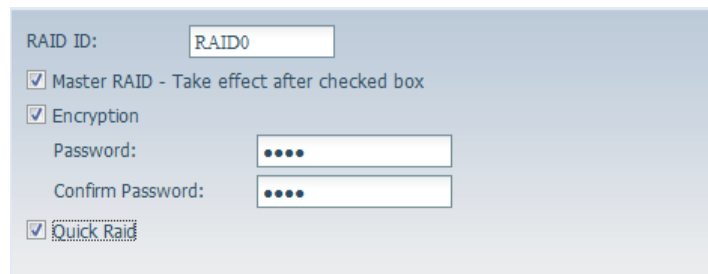 RAID ID: RAID0
Master RAID - Take effect after checked box
Encryption
Password: ••••
Confirm Password: ••••
Quick Raid